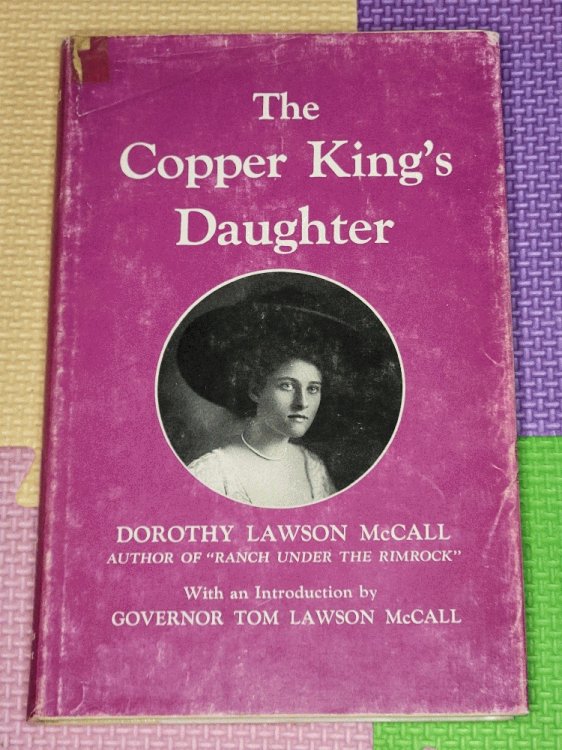 The
Copper King's
Daughter
DOROTHY LAWSON McCALL
AUTHOR OF "RANCH UNDER THE RIMROCK"
With an Introduction by
GOVERNOR TOM LAWSON McCALL